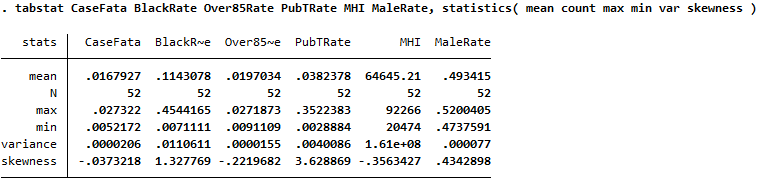 . tabstat CaseFata BlackRate Over85Rate PubTRate MHI MaleRate, statistics( mean count max min var skewness )
stats | CaseFata BlackR~e Over85~e PubTRate MHI MaleRate
mean | .0167927 .1143078 .0197034 .0382378 64645.21 .493415
N | 52 52 52 52 52 52
max | .027322 .4544165 .0271873 .3522383 92266 .5200405
min | .0052172 .0071111 .0091109 .0028884 20474 .4737591
variance | .0000206 .0110611 .0000155 .0040086 1.61e+08 .000077
skewness | -.0373218 1.327769 -.2219682 3.628869 -.3563427 .4342898